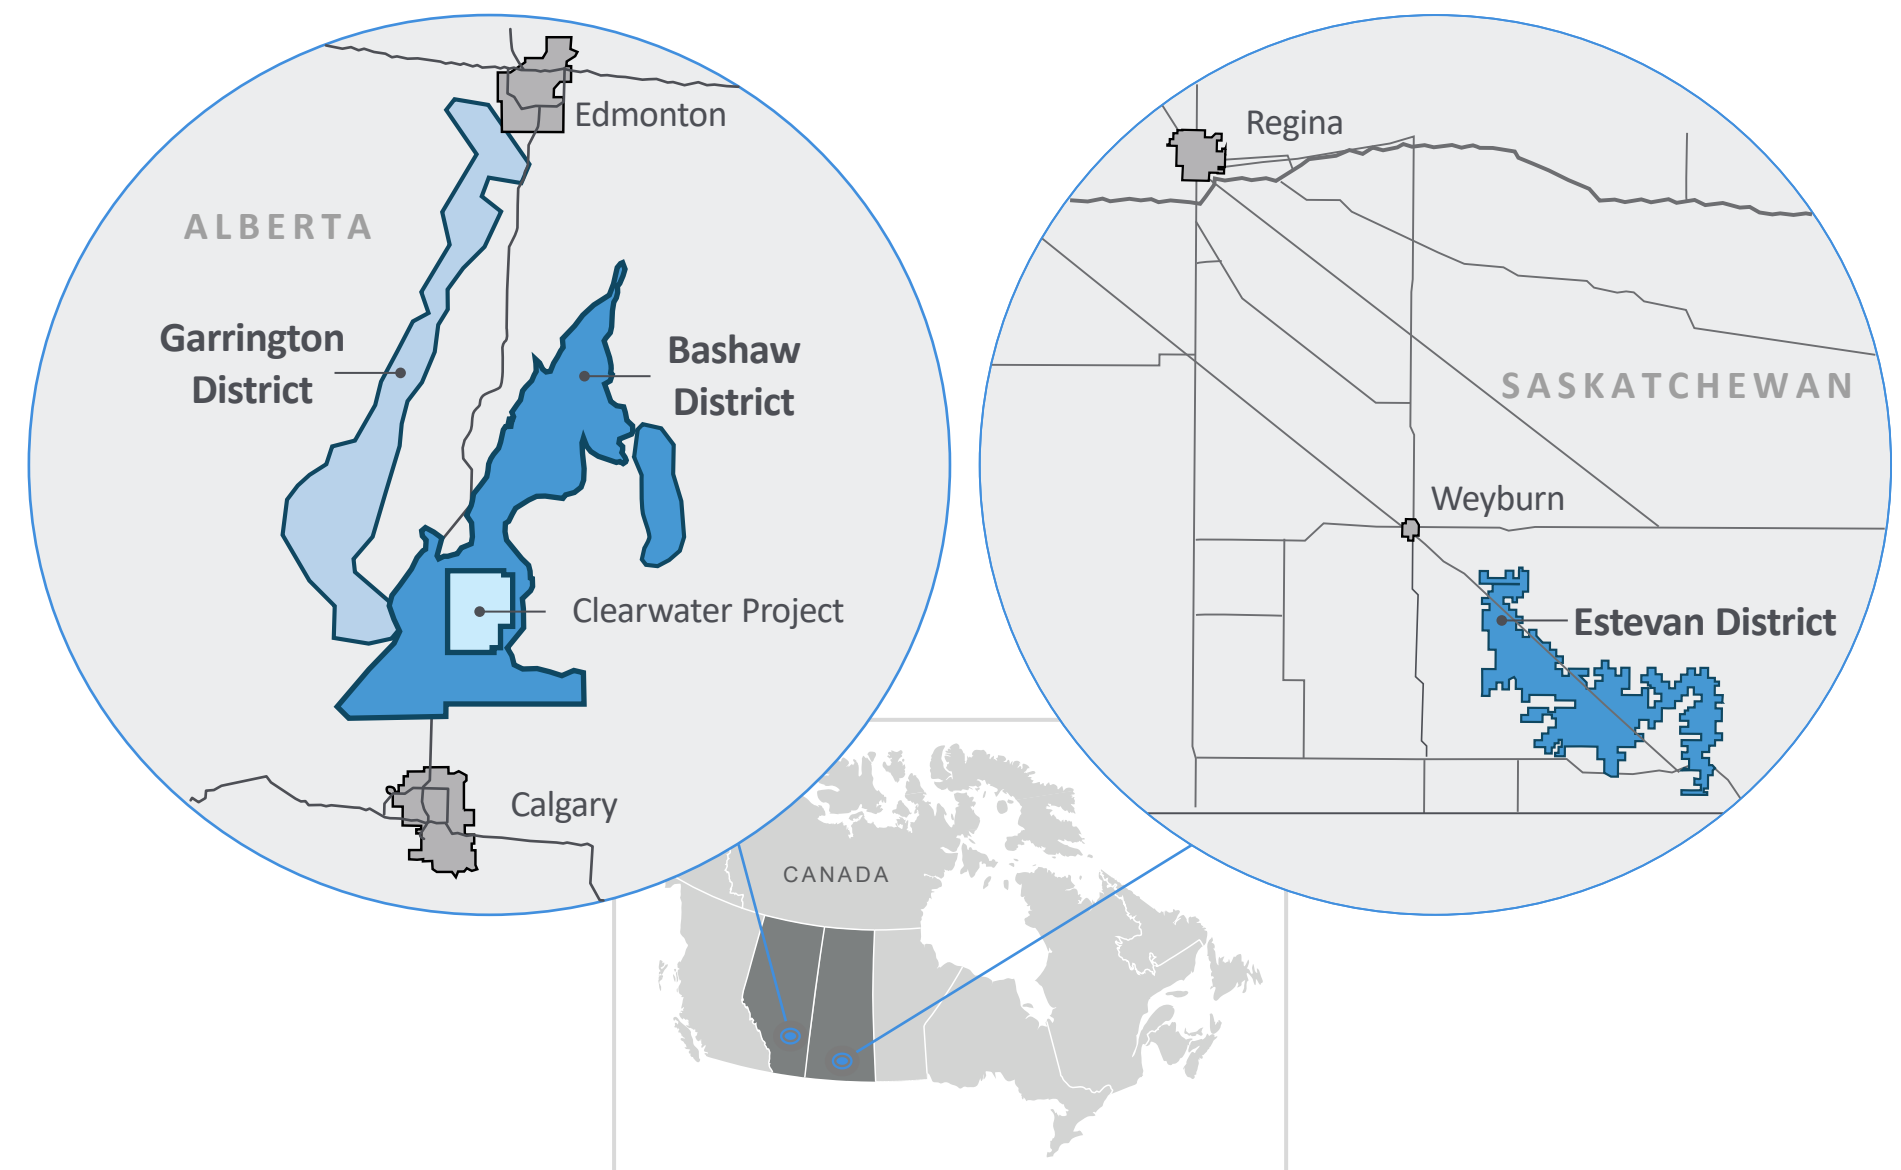 Edmonton
ALBERTA
Garrington
District
Bashaw
District
Clearwater Project
Calgary
Regina
SASKATCHEWAN
Weyburn
Estevan District
CANADA